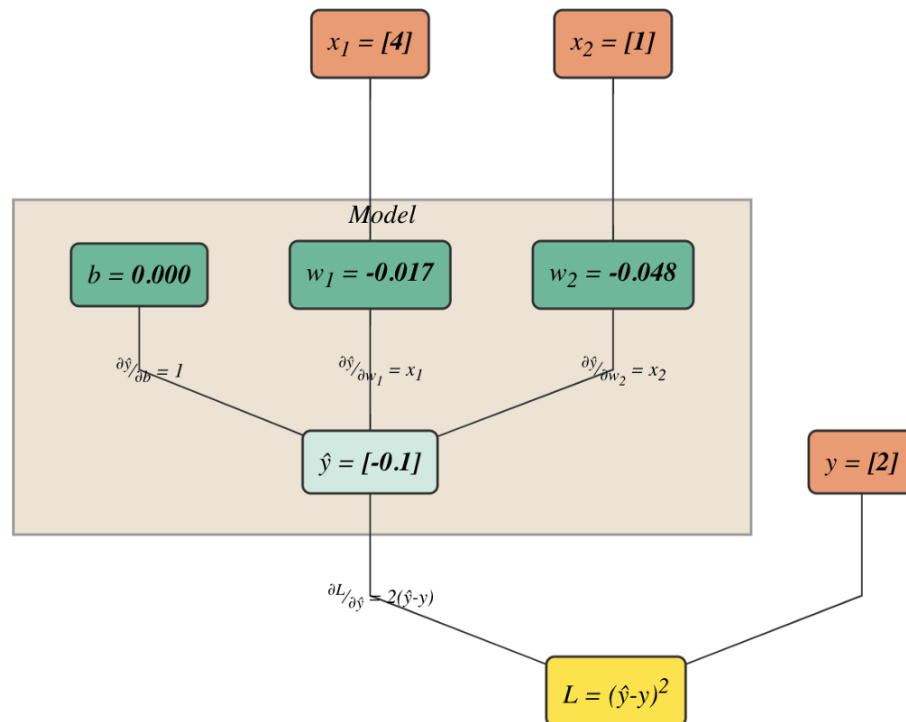 x₁ = [4]
x₂ = [1]
Model
b = 0.000
w₁ = -0.017
w₂ = -0.048
∂ŷ/∂b = 1
∂ŷ/∂w₁ = x₁
∂ŷ/∂w₂ = x₂
ŷ = [-0.1]
y = [2]
∂L/∂ŷ = 2(ŷ-y)
L = (ŷ-y)²